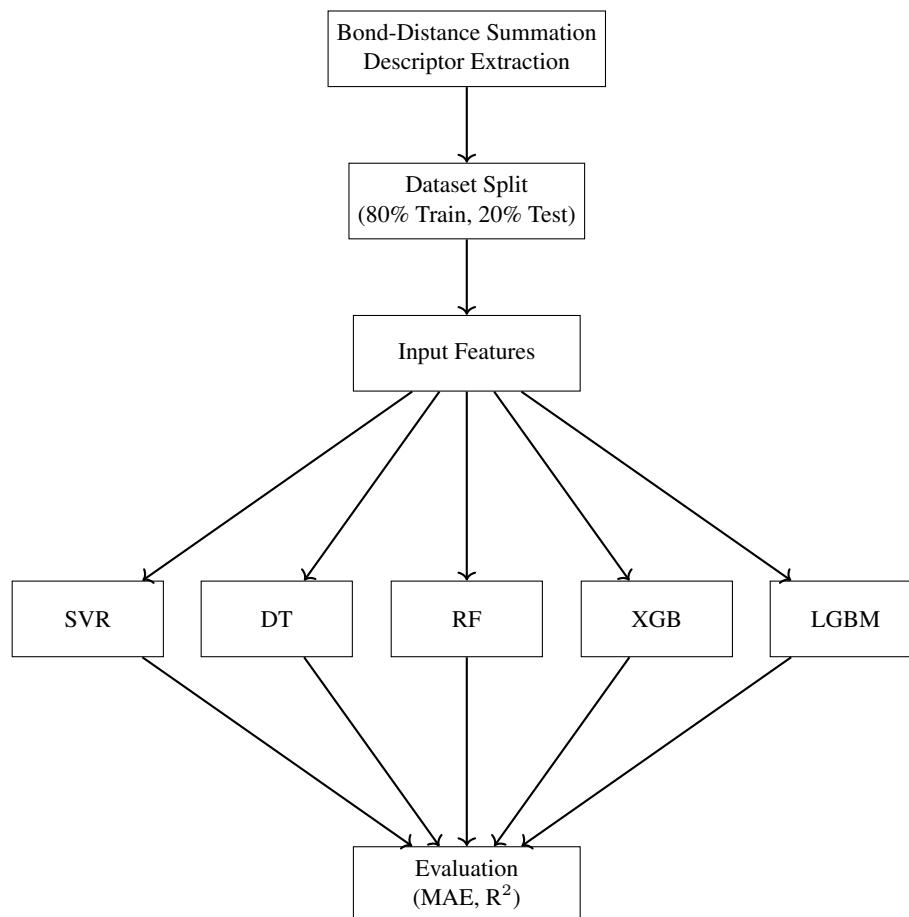 Bond-Distance Summation
Descriptor Extraction
Dataset Split
(80% Train, 20% Test)
Input Features
SVR
DT
RF
XGB
LGBM
Evaluation
(MAE, R²)